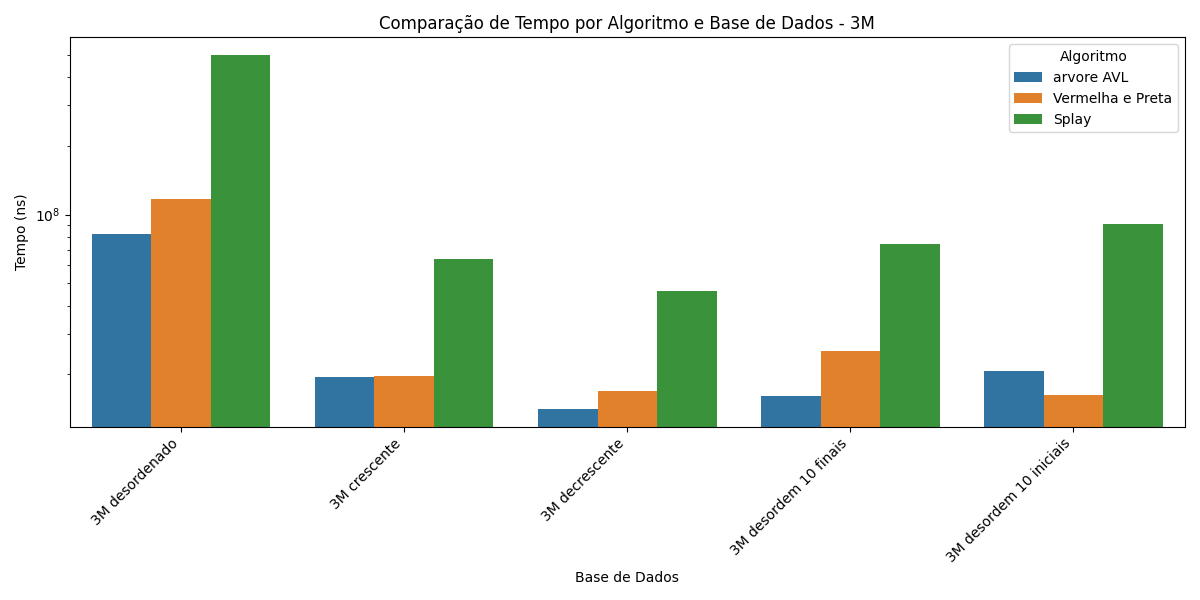 Comparação de Tempo por Algoritmo e Base de Dados - 3M
Algoritmo
arvore AVL
Vermelha e Preta
Splay
Tempo (ns)
10⁸
3M desordenado
3M crescente
3M decrescente
3M desordem 10 finais
3M desordem 10 iniciais
Base de Dados